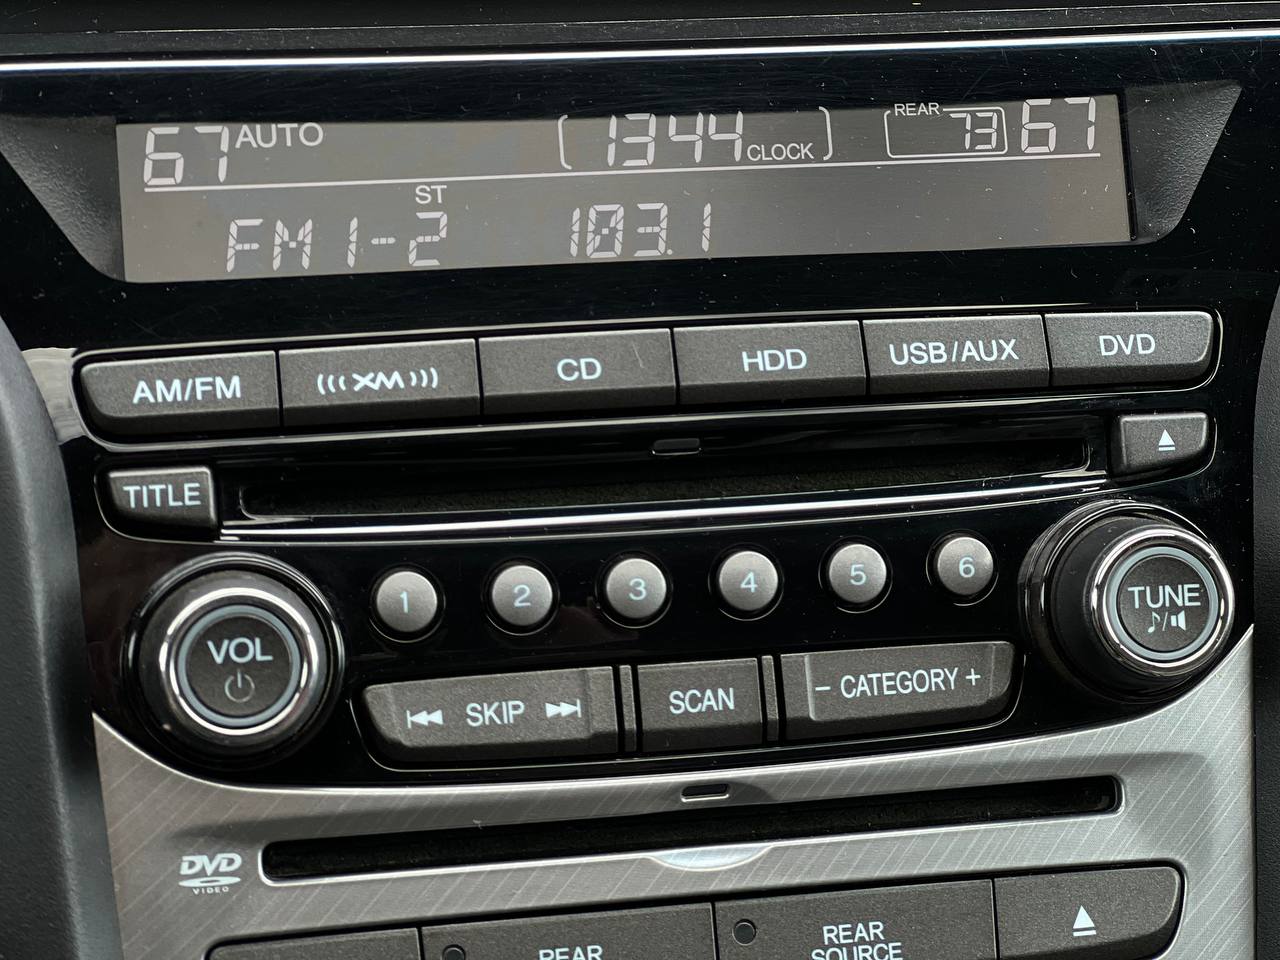 67 AUTO 1344 CLOCK REAR 73 67
ST
FM1-2 103.1
AM/FM (((XM))) CD HDD USB/AUX DVD
TITLE
1 2 3 4 5 6
VOL TUNE
SKIP SCAN - CATEGORY +
DVD
VIDEO
REAR REAR
SOURCE